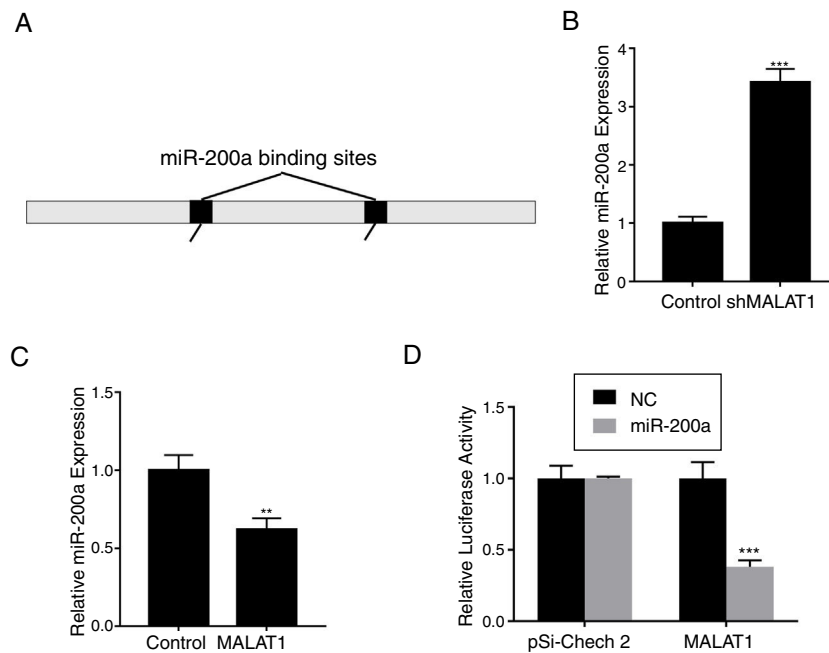 A
miR-200a binding sites
B
Relative miR-200a Expression
4
3
2
1
0
***
Control shMALAT1
C
Relative miR-200a Expression
1.5
1.0
0.5
0.0
**
Control MALAT1
D
NC
miR-200a
Relative Luciferase Activity
1.5
1.0
0.5
0.0
***
pSi-Chech 2 MALAT1